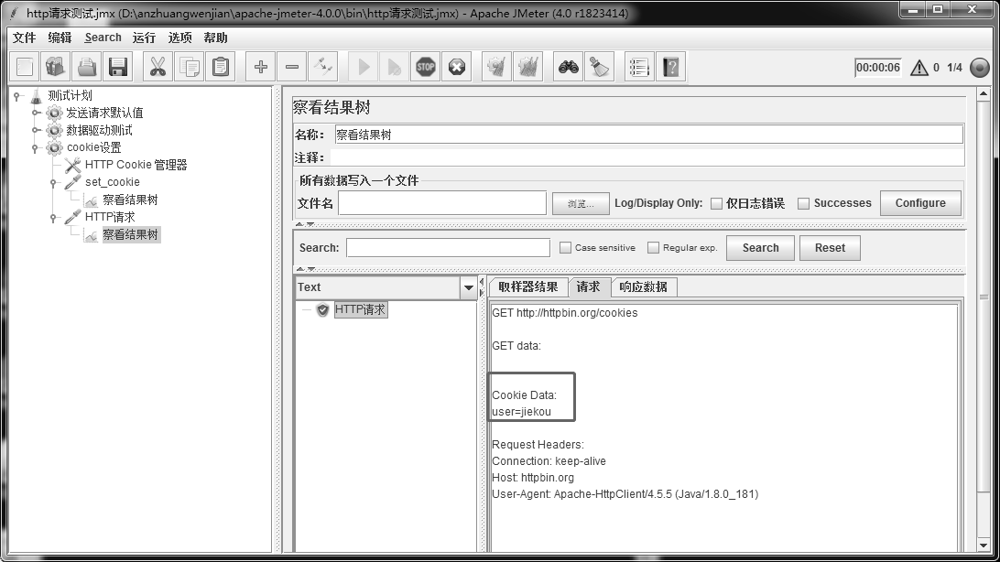 http请求测试.jmx (D:\anzhuangwenjian\apache-jmeter-4.0.0\bin\http请求测试.jmx) - Apache JMeter (4.0 r1823414)
文件 编辑 Search 运行 选项 帮助
STOP 00:00:06 0 1/4
测试计划
发送请求默认值
数据驱动测试
cookie设置
HTTP Cookie 管理器
set_cookie
察看结果树
HTTP请求
察看结果树
察看结果树
名称: 察看结果树
注释:
所有数据写入一个文件
文件名 浏览... Log/Display Only: 仅日志错误 Successes Configure
Search: Case sensitive Regular exp. Search Reset
Text
HTTP请求
取样器结果 请求 响应数据
GET http://httpbin.org/cookies
GET data:
Cookie Data:
user=jiekou
Request Headers:
Connection: keep-alive
Host: httpbin.org
User-Agent: Apache-HttpClient/4.5.5 (Java/1.8.0_181)